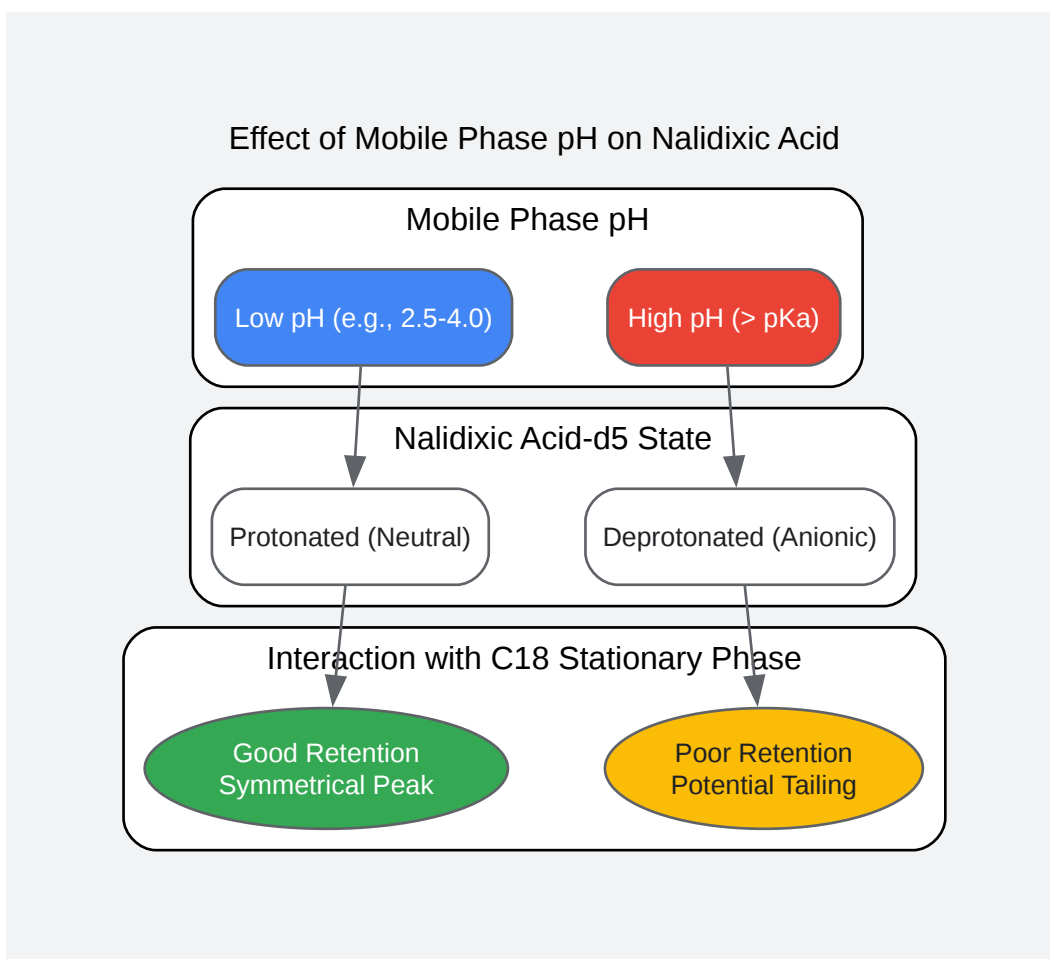 Effect of Mobile Phase pH on Nalidixic Acid
Mobile Phase pH
Low pH (e.g., 2.5-4.0)
High pH (> pKa)
Nalidixic Acid-d5 State
Protonated (Neutral)
Deprotonated (Anionic)
Interaction with C18 Stationary Phase
Good Retention
Symmetrical Peak
Poor Retention
Potential Tailing